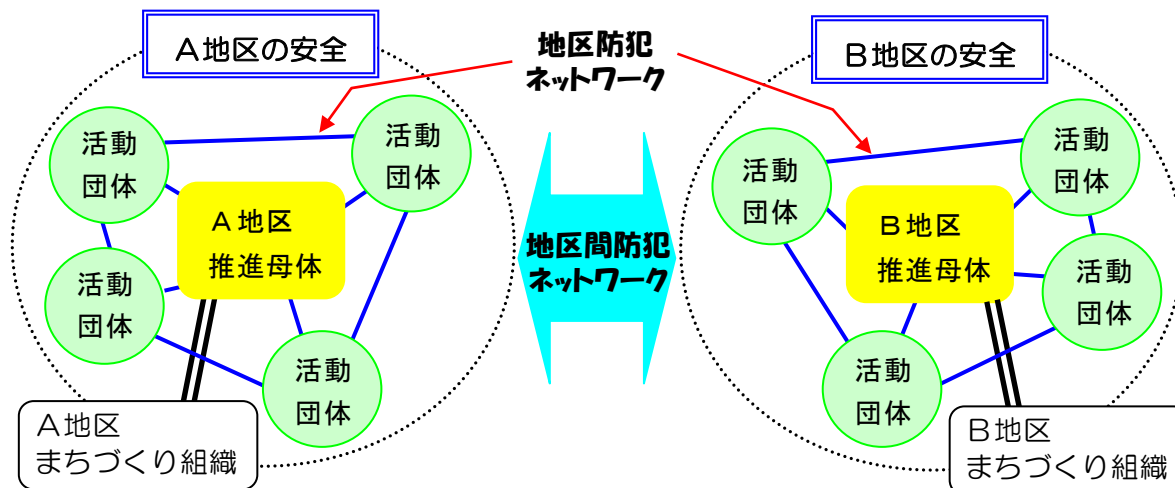 A地区の安全
地区防犯
ネットワーク
B地区の安全
活動
団体
活動
団体
A地区
推進母体
活動
団体
活動
団体
A地区
まちづくり組織
地区間防犯
ネットワーク
活動
団体
活動
団体
B地区
推進母体
活動
団体
活動
団体
B地区
まちづくり組織